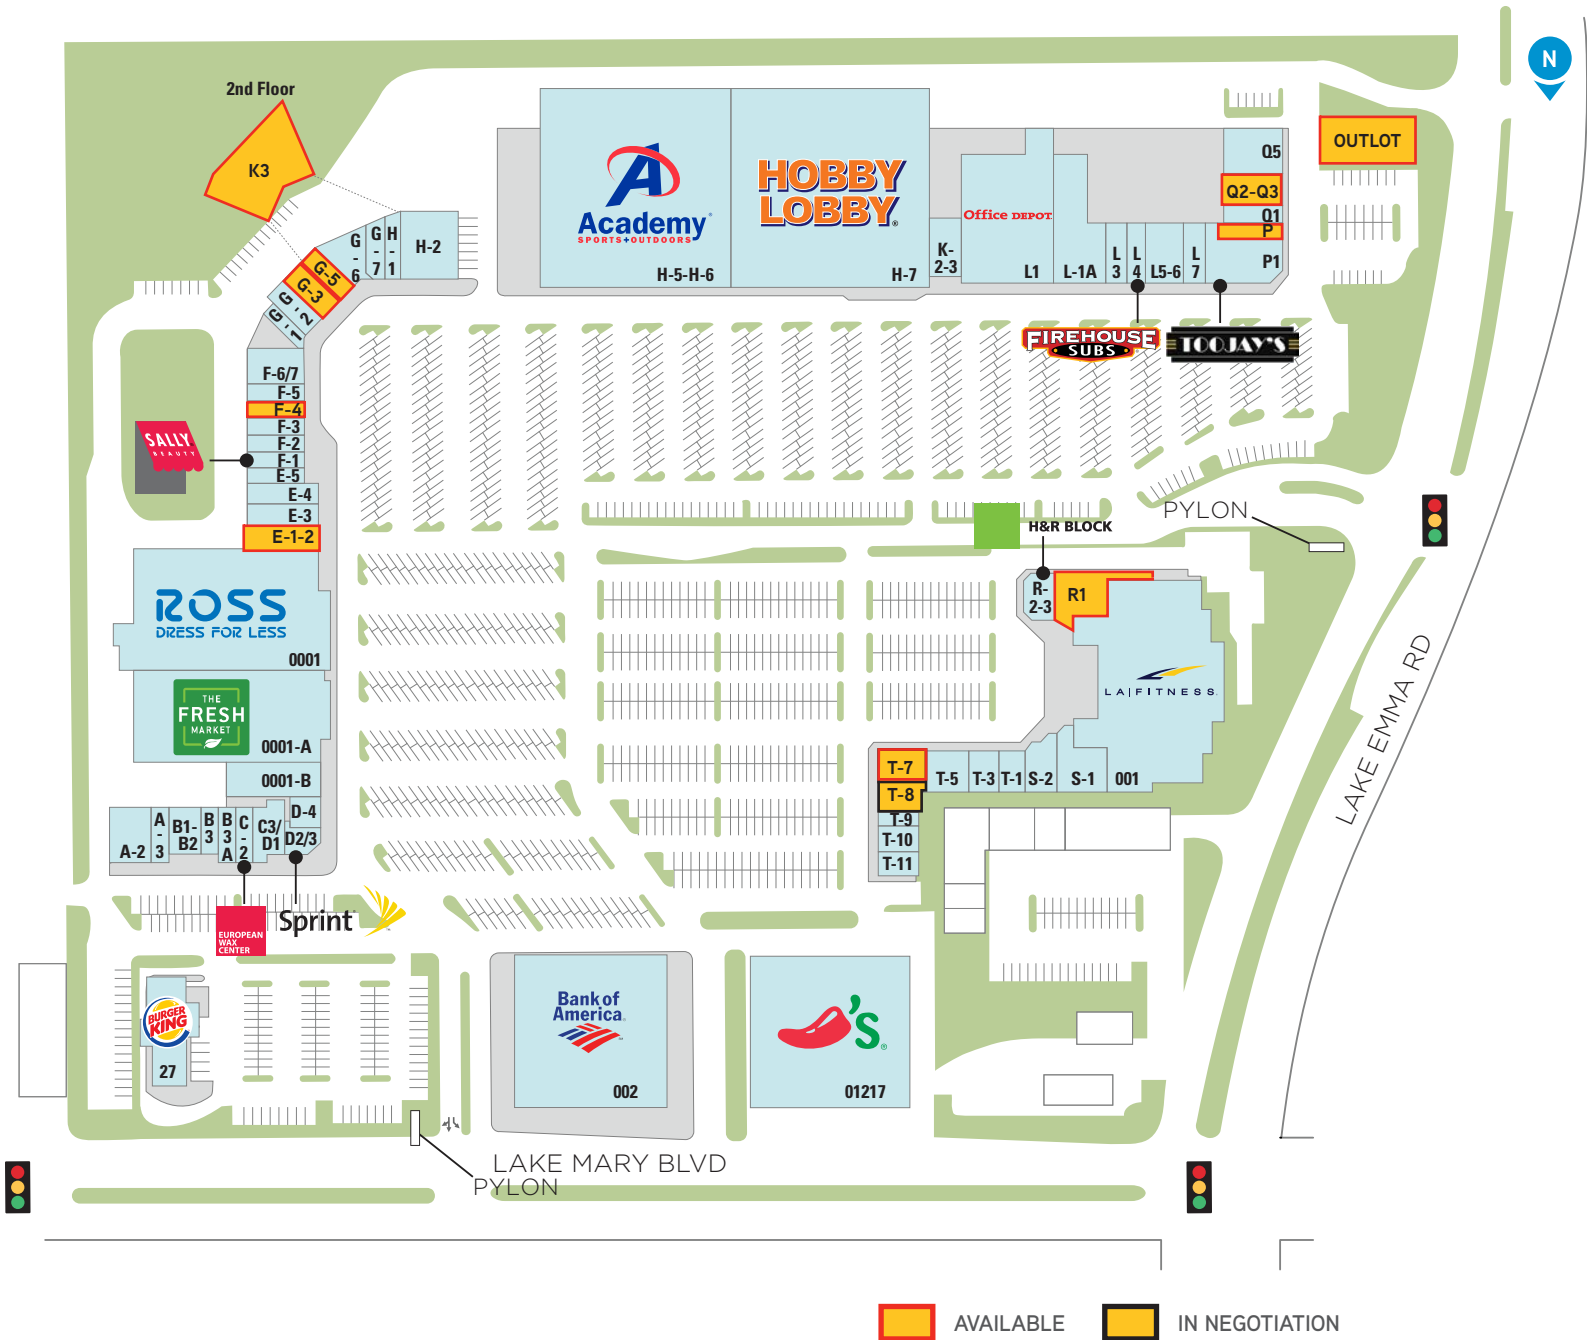 N
2nd Floor
K3
OUTLOT
Academy
SPORTS+OUTDOORS
H-5-H-6
HOBBY
LOBBY
H-7
K-
2-3
Office DEPOT
L1
L-1A
L
3
L
4
L5-6
L
7
Q5
Q2-Q3
Q1
P
P1
G
-
6
G
-
7
H
-
1
H-2
G-5
G-3
G-2
G-1
FIREHOUSE
SUBS
TOOJAY'S
F-6/7
F-5
F-4
F-3
F-2
F-1
E-5
E-4
E-3
E-1-2
SALLY
BEAUTY
PYLON
H&R BLOCK
R-
2-3
R1
ROSS
DRESS FOR LESS
0001
THE
FRESH
MARKET
0001-A
0001-B
LA|FITNESS
LAKE EMMA RD
T-7
T-8
T-9
T-10
T-11
T-5
T-3
T-1
S-2
S-1
001
A-2
A
-
3
B1-
B2
B
3
B
3
A
C
-
2
C3/
D1
D-4
D2/3
EUROPEAN
WAX
CENTER
Sprint
BURGER
KING
27
Bank of
America
002
'S
01217
LAKE MARY BLVD
PYLON
AVAILABLE
IN NEGOTIATION